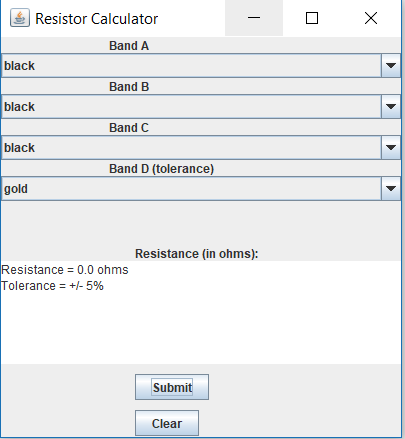 Resistor Calculator
Band A
black
Band B
black
Band C
black
Band D (tolerance)
gold
Resistance (in ohms):
Resistance = 0.0 ohms
Tolerance = +/- 5%
Submit
Clear